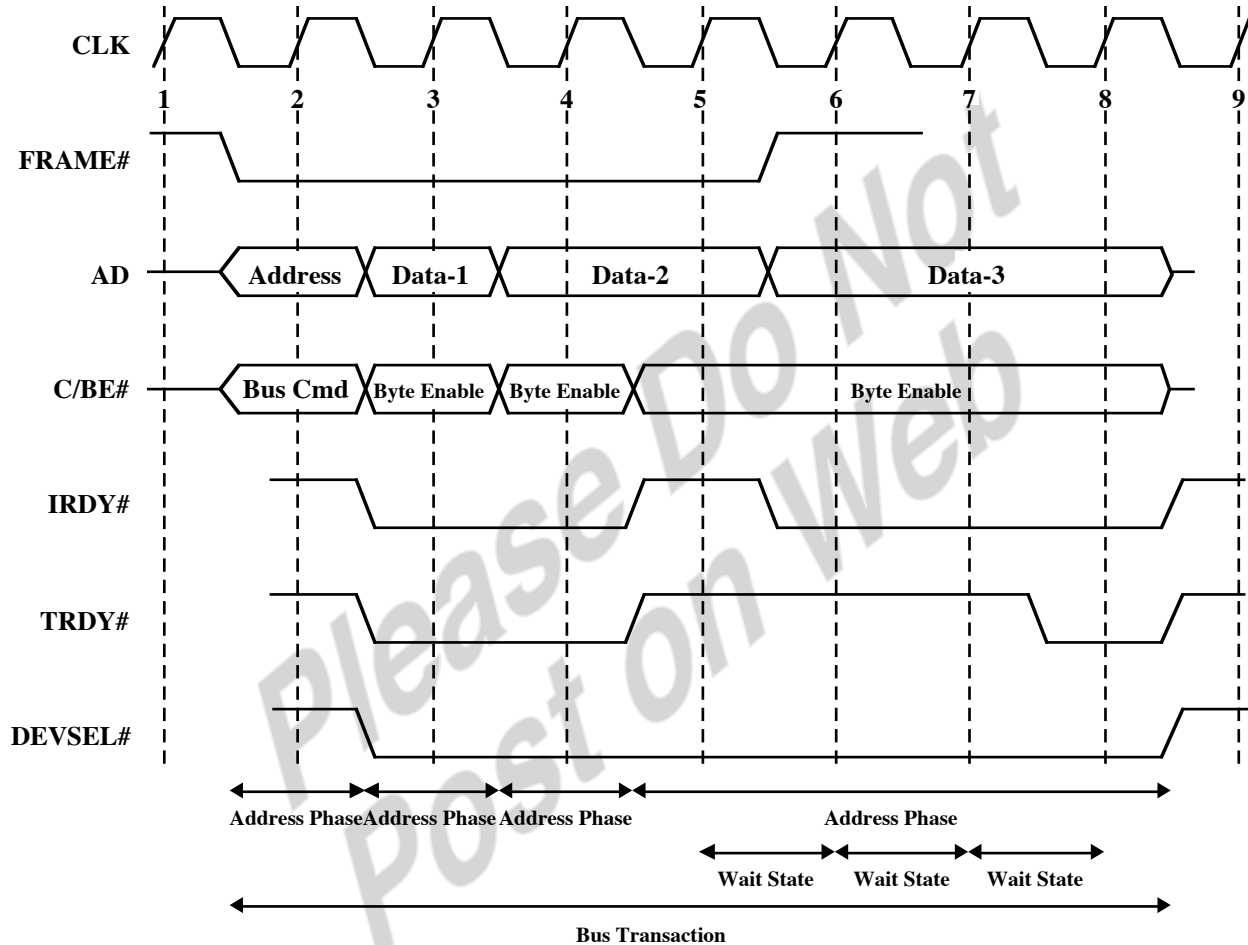 CLK
1 2 3 4 5 6 7 8 9
FRAME#
AD Address Data-1 Data-2 Data-3
C/BE# Bus Cmd Byte Enable Byte Enable Byte Enable
IRDY#
TRDY#
DEVSEL#
Address Phase Address Phase Address Phase Address Phase
Wait State Wait State Wait State
Bus Transaction
Please Do Not
Post on Web